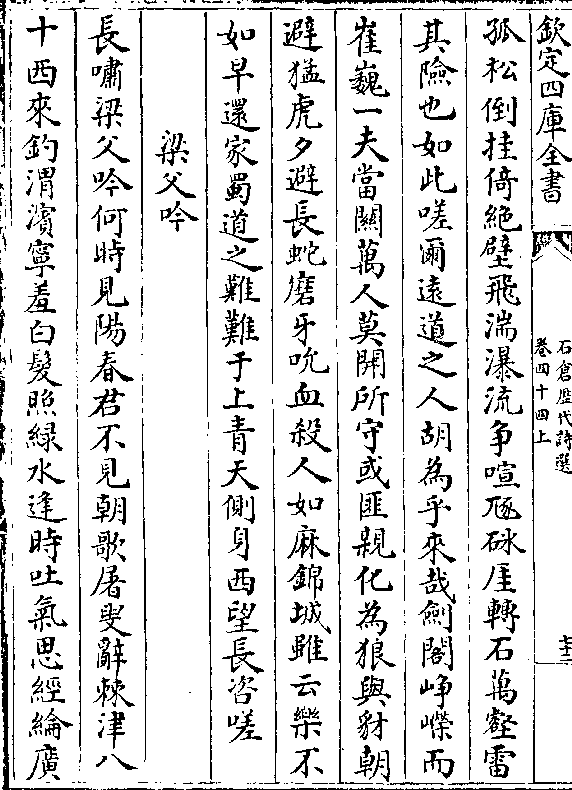 欽定四庫全書
石倉歷代詩選
卷四十四上
孤松倒挂倚絶壁飛湍瀑流争喧豗砅厓轉石萬壑雷
其險也如此嗟爾遠道之人胡為乎來哉劍閣崢嶸而
崔巍一夫當關萬人莫開所守或匪親化為狼與豺朝
避猛虎夕避長蛇磨牙吮血殺人如麻錦城雖云樂不
如早還家蜀道之難難于上青天側身西望長咨嗟
梁父吟
長嘯梁父吟何時見陽春君不見朝歌屠叟辭棘津八
十西來釣渭濱寧羞白髮照緑水逢時吐氣思經綸廣